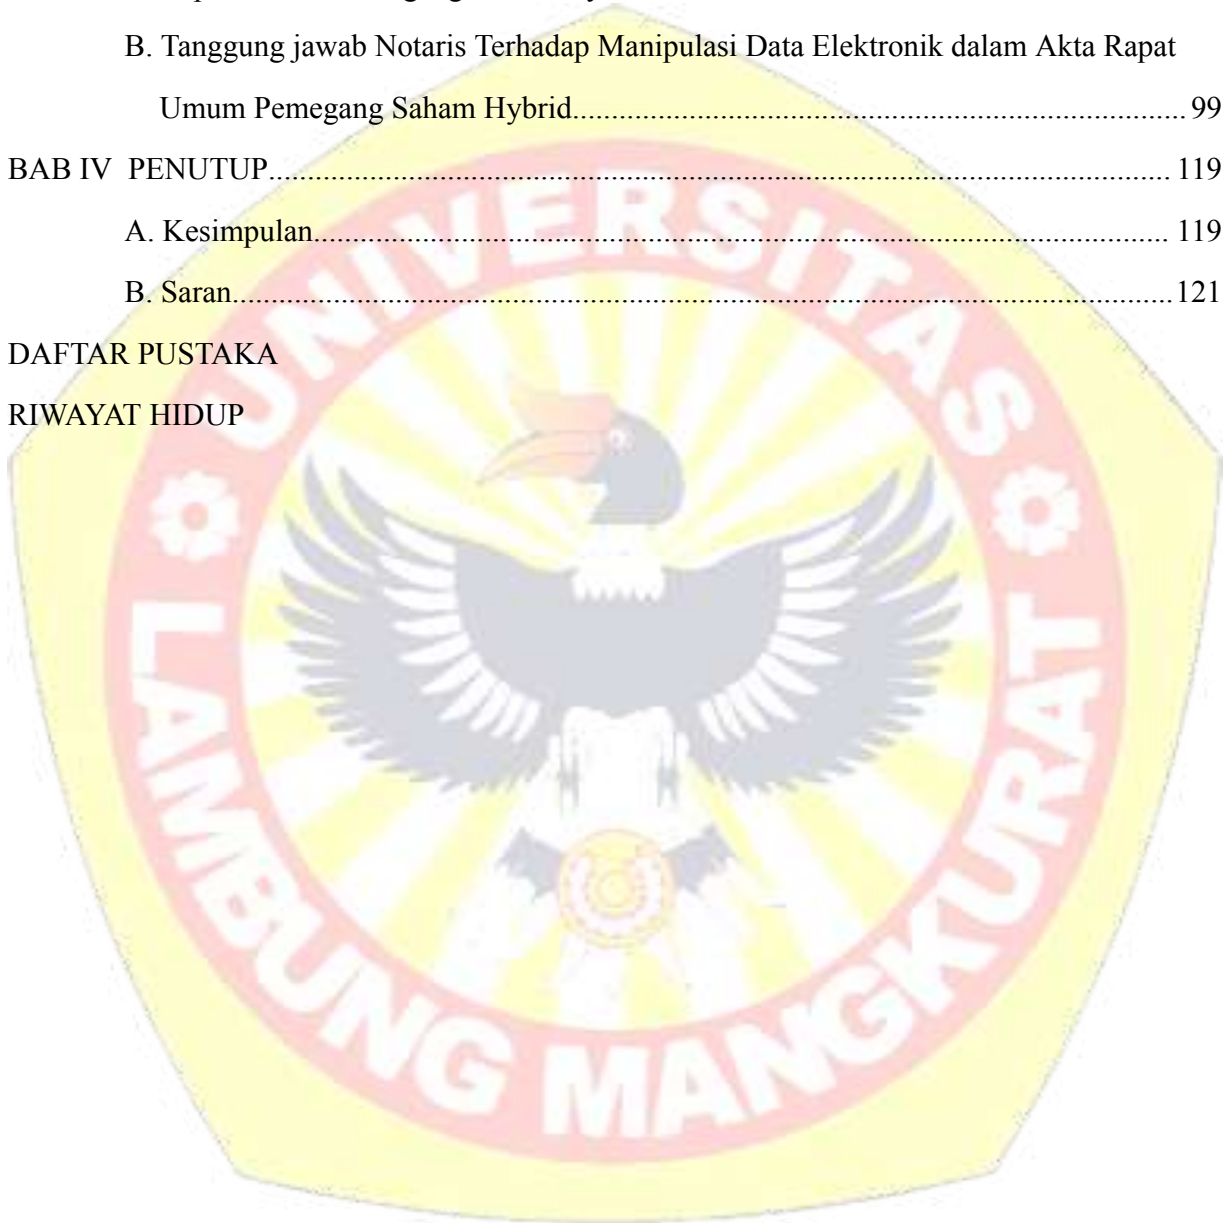 B. Tanggung jawab Notaris Terhadap Manipulasi Data Elektronik dalam Akta Rapat
Umum Pemegang Saham Hybrid.......................................................................... 99
BAB IV PENUTUP.......................................................................................................... 119
A. Kesimpulan..................................................................................................... 119
B. Saran...............................................................................................................121
DAFTAR PUSTAKA
RIWAYAT HIDUP
UNIVERSITAS
LAMBUNG MANGKURAT